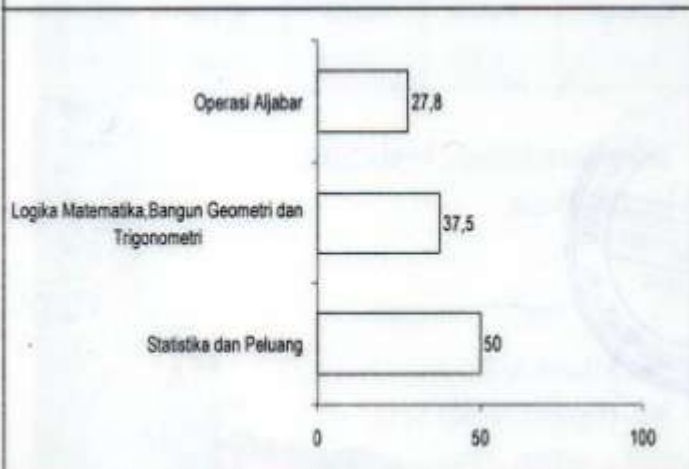 Operasi Aljabar
27,8
Logika Matematika,Bangun Geometri dan
Trigonometri
37,5
Statistika dan Peluang
50
0 50 100